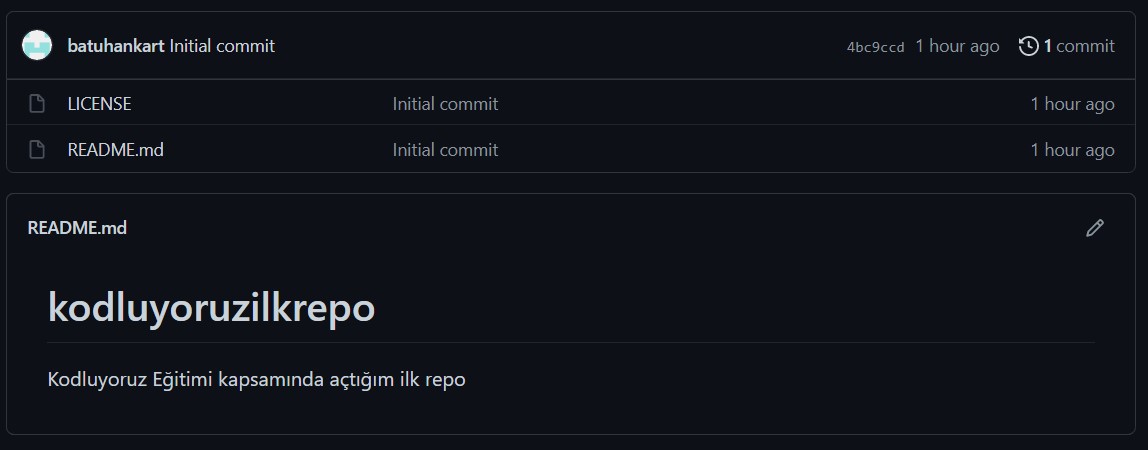 batuhankart Initial commit 4bc9ccd 1 hour ago 1 commit
LICENSE Initial commit 1 hour ago
README.md Initial commit 1 hour ago
README.md
kodluyoruzilkrepo
Kodluyoruz Eğitimi kapsamında açtığım ilk repo